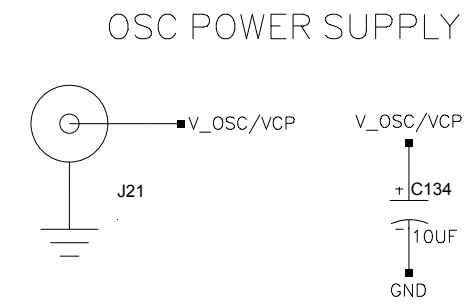 OSC POWER SUPPLY
V_OSC/VCP
J21
V_OSC/VCP
+ C134
- 10UF
GND